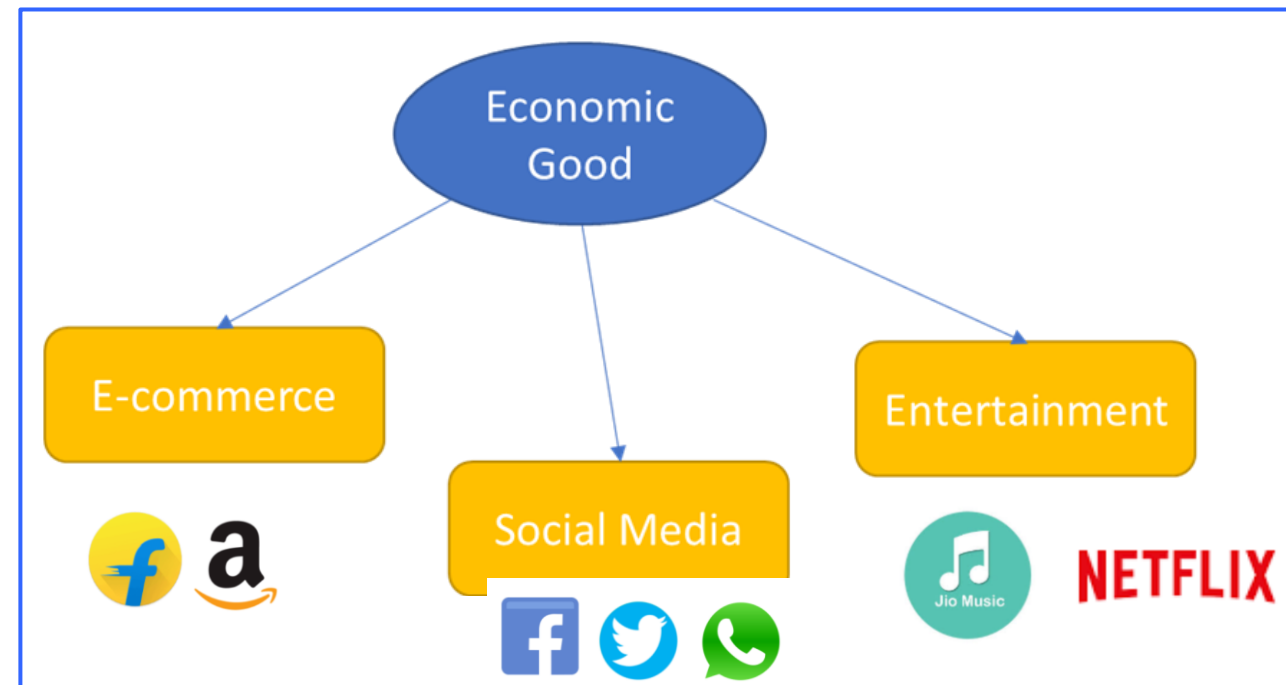 Economic
Good
E-commerce
Entertainment
Social Media
a
f
Jio Music
NETFLIX
f